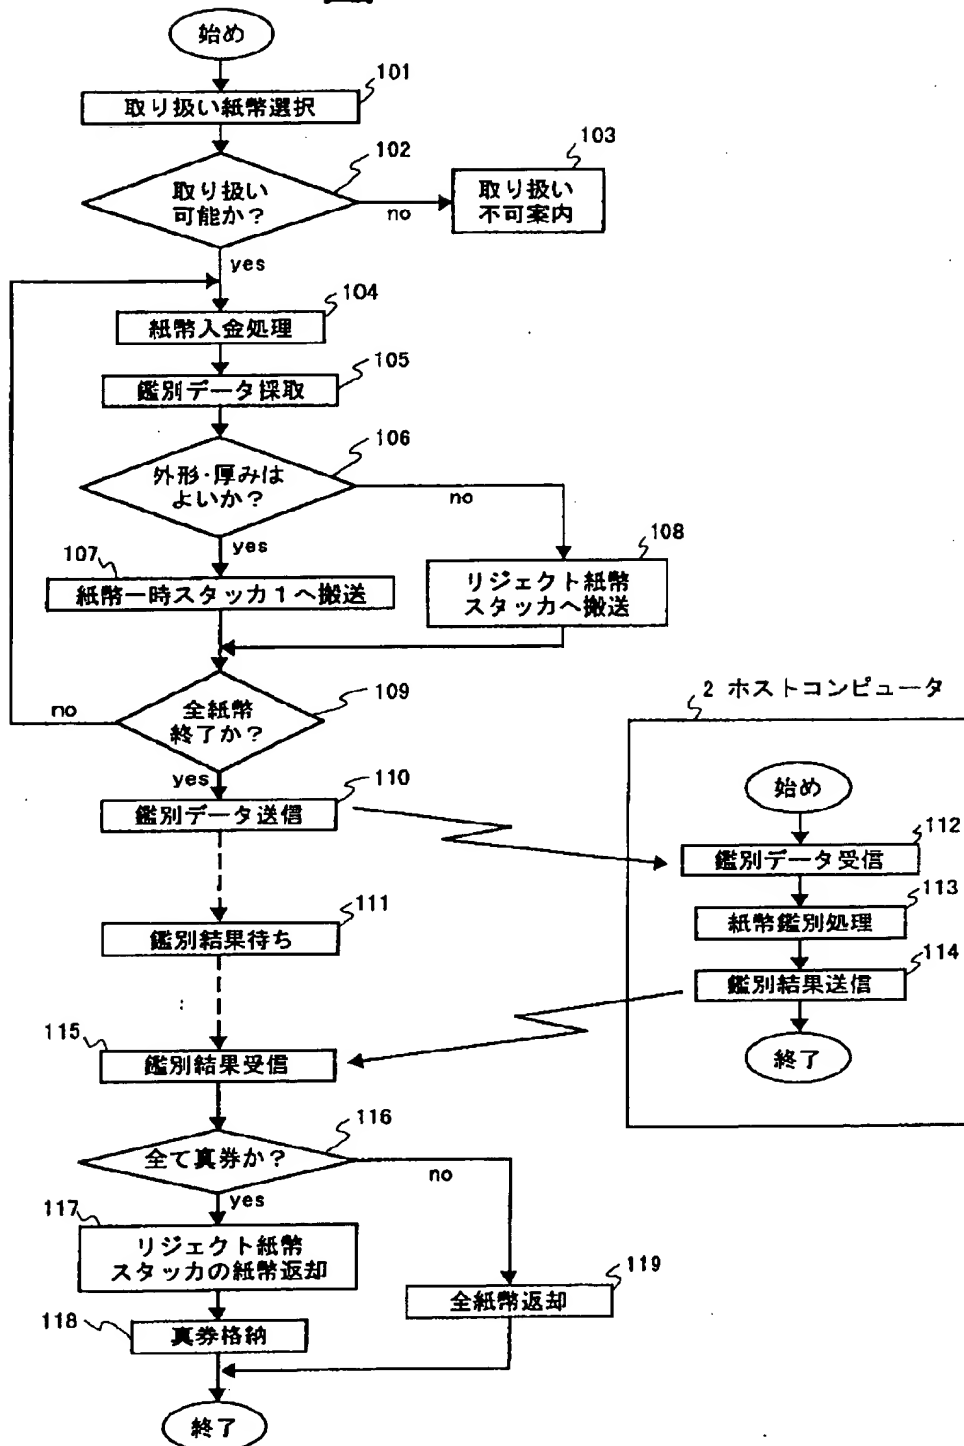 始め
101
取り扱い紙幣選択
102
取り扱い
可能か?
no
103
取り扱い
不可案内
yes
104
紙幣入金処理
105
鑑別データ採取
106
外形・厚みは
よいか?
no
yes
107
紙幣一時スタッカ1へ搬送
108
リジェクト紙幣
スタッカへ搬送
109
全紙幣
終了か?
no
yes
110
鑑別データ送信
111
鑑別結果待ち
2 ホストコンピュータ
始め
112
鑑別データ受信
113
紙幣鑑別処理
114
鑑別結果送信
終了
115
鑑別結果受信
116
全て真券か?
no
yes
117
リジェクト紙幣
スタッカの紙幣返却
119
全紙幣返却
118
真券格納
終了